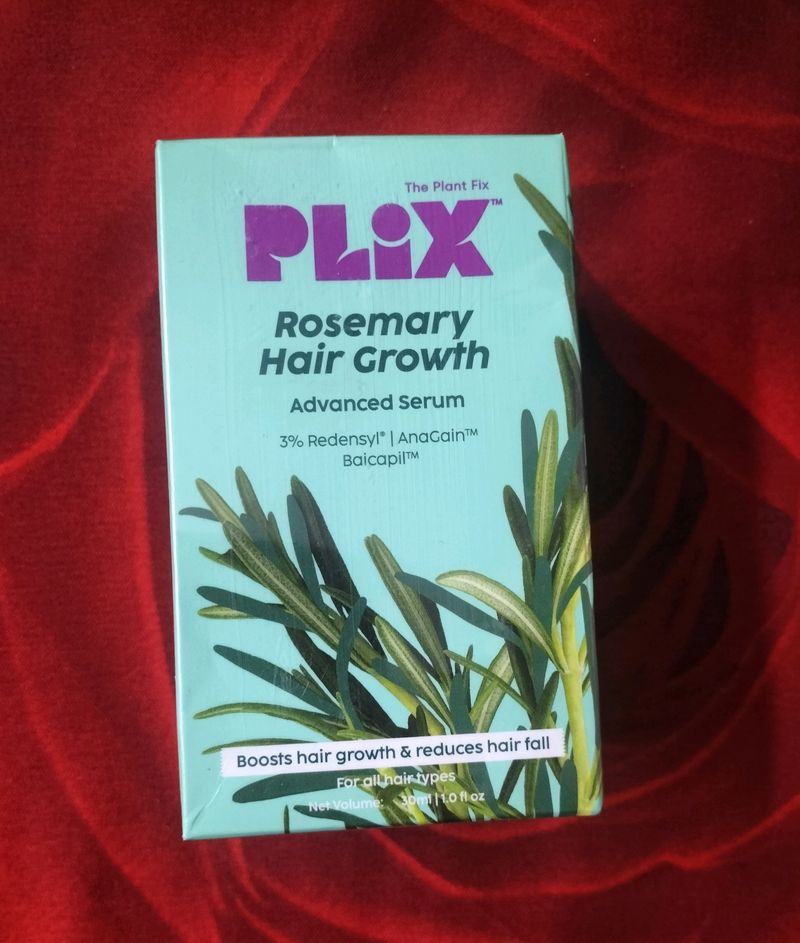 The Plant Fix
PLiX™
Rosemary
Hair Growth
Advanced Serum
3% Redensyl® | AnaGain™
Baicapil™
Boosts hair growth & reduces hair fall
For all hair types
Net Volume: 30ml | 1.0 fl oz